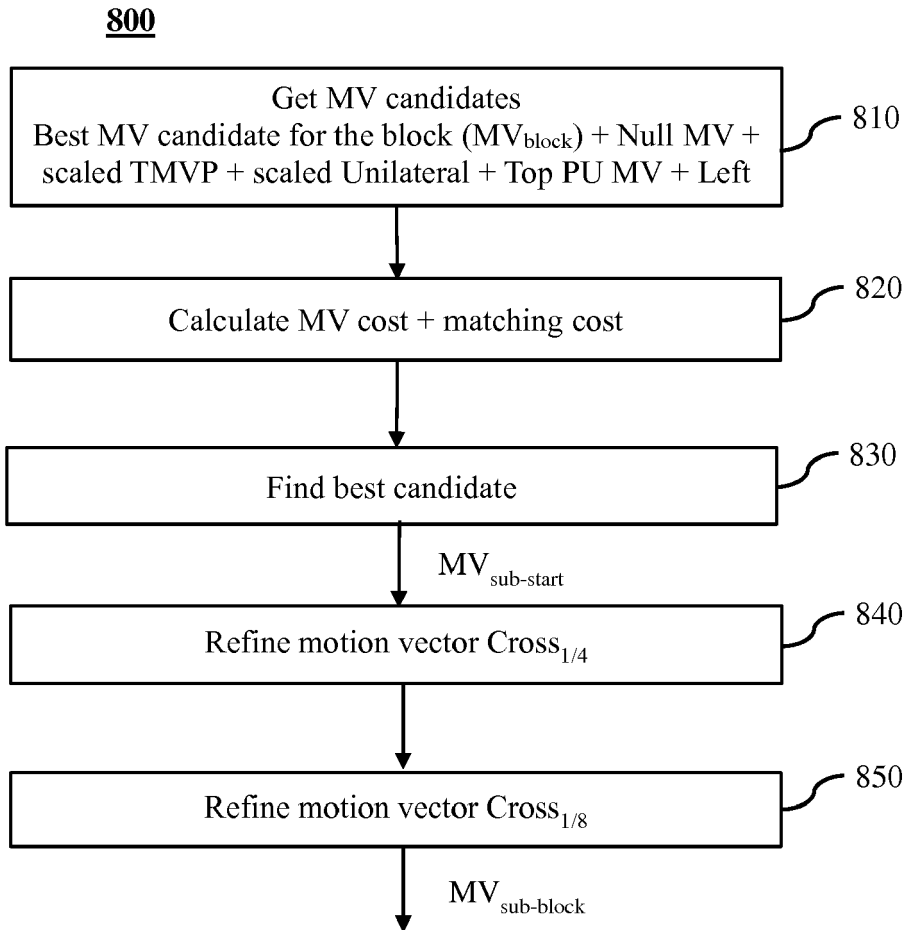 800
Get MV candidates
Best MV candidate for the block (MVblock) + Null MV +
scaled TMVP + scaled Unilateral + Top PU MV + Left
810
Calculate MV cost + matching cost
820
Find best candidate
830
MVsub-start
Refine motion vector Cross1/4
840
Refine motion vector Cross1/8
850
MVsub-block